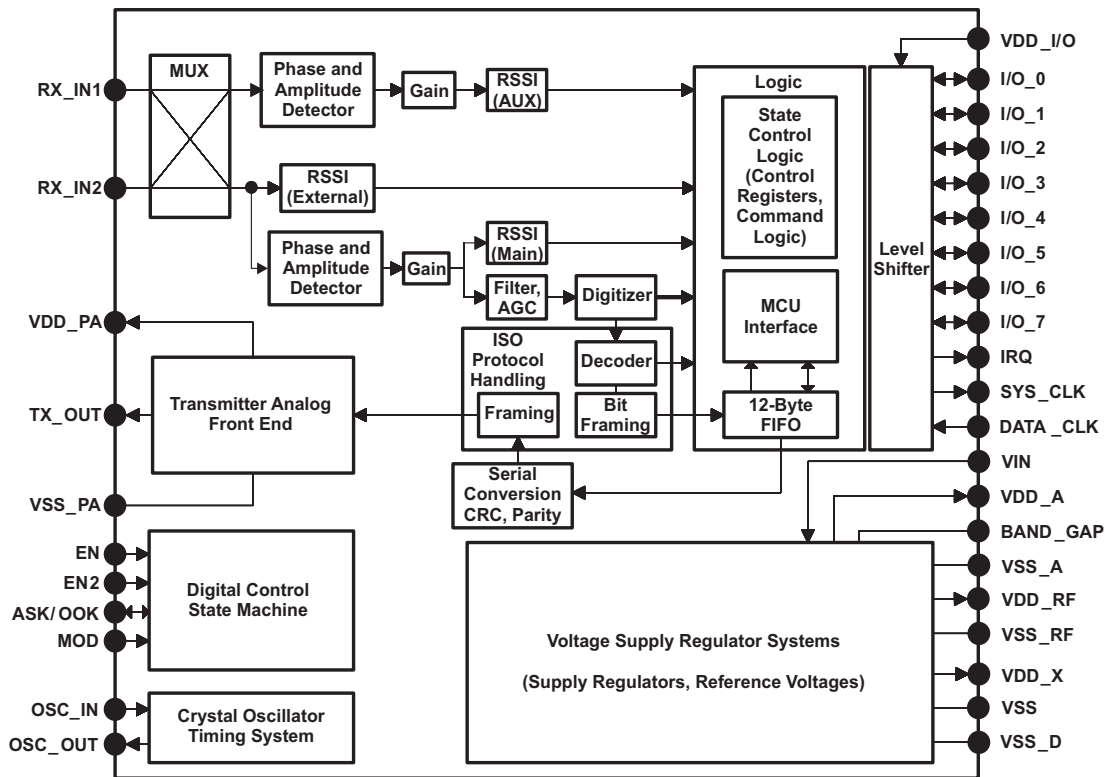 RX_IN1
RX_IN2
MUX
Phase and
Amplitude
Detector
Gain
RSSI
(AUX)
RSSI
(External)
Phase and
Amplitude
Detector
Gain
RSSI
(Main)
Filter,
AGC
Digitizer
ISO
Protocol
Handling
Decoder
Framing
Bit
Framing
Serial
Conversion
CRC, Parity
Logic
State
Control
Logic
(Control
Registers,
Command
Logic)
MCU
Interface
12-Byte
FIFO
Level
Shifter
VDD_I/O
I/O_0
I/O_1
I/O_2
I/O_3
I/O_4
I/O_5
I/O_6
I/O_7
IRQ
SYS_CLK
DATA_CLK
VIN
VDD_A
BAND_GAP
VSS_A
VDD_RF
VSS_RF
VDD_X
VSS
VSS_D
VDD_PA
TX_OUT
VSS_PA
Transmitter Analog
Front End
EN
EN2
ASK/OOK
MOD
Digital Control
State Machine
OSC_IN
OSC_OUT
Crystal Oscillator
Timing System
Voltage Supply Regulator Systems
(Supply Regulators, Reference Voltages)